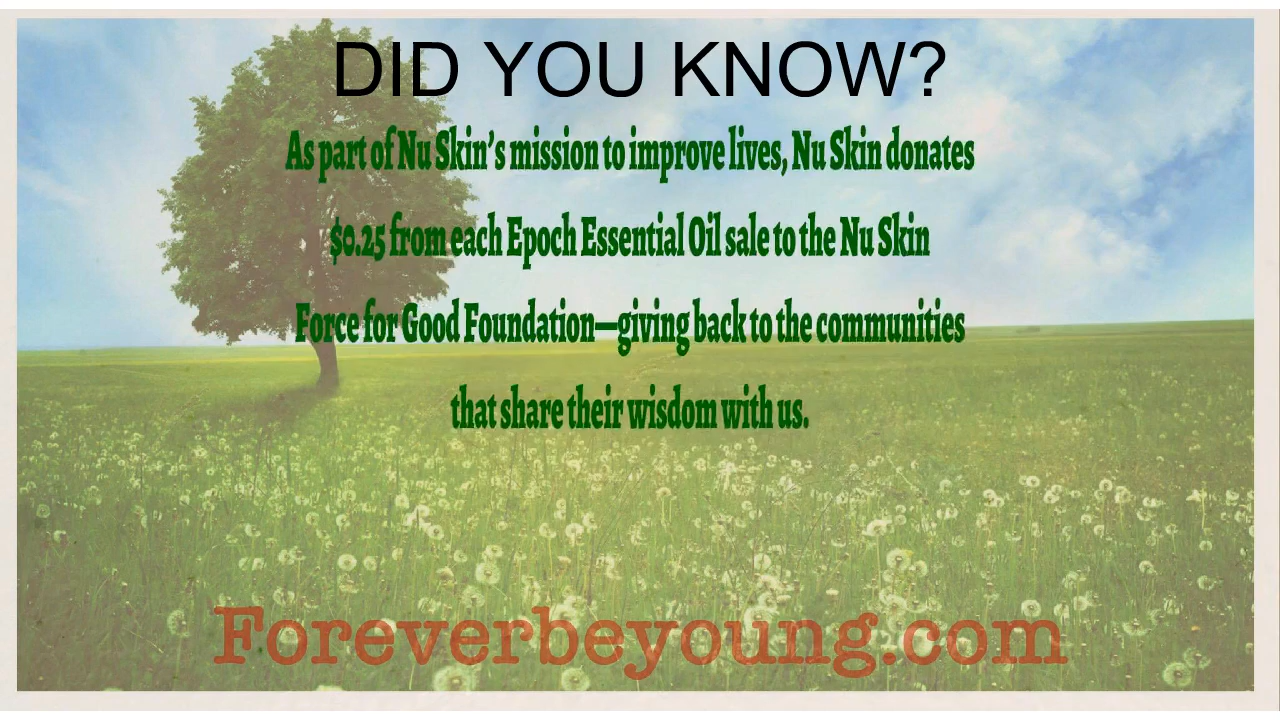 DID YOU KNOW?
As part of Nu Skin’s mission to improve lives, Nu Skin donates
$0.25 from each Epoch Essential Oil sale to the Nu Skin
Force for Good Foundation—giving back to the communities
that share their wisdom with us.
Foreverbeyoung.com